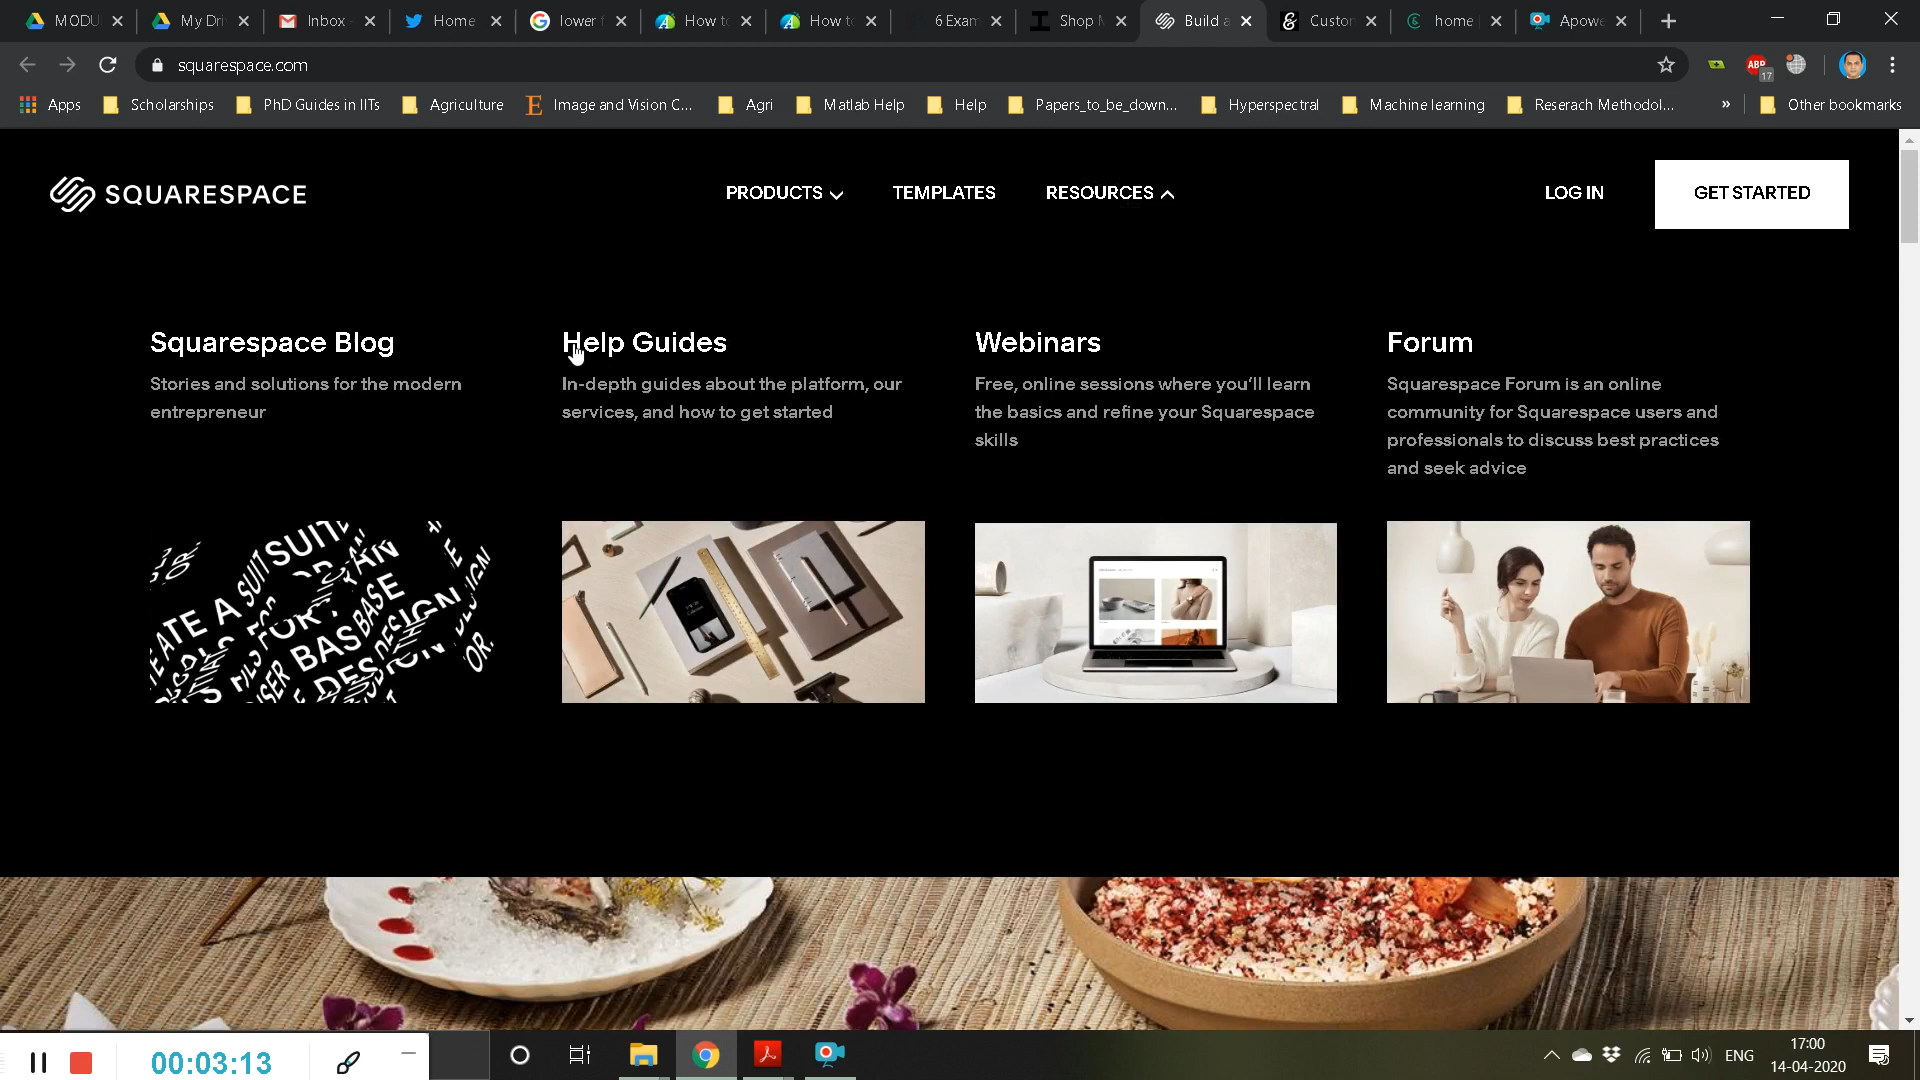 MODU
My Dri
Inbox -
Home
lower f
How to
How to
6 Exam
Shop M
Build a
Custor
home |
Apowe
squarespace.com
ABP
17
Apps
Scholarships
PhD Guides in IITs
Agriculture
Image and Vision C...
Agri
Matlab Help
Help
Papers_to_be_down...
Hyperspectral
Machine learning
Reserach Methodol...
»
Other bookmarks
SQUARESPACE
PRODUCTS
TEMPLATES
RESOURCES
LOG IN
GET STARTED
Squarespace Blog
Stories and solutions for the modern
entrepreneur
Help Guides
In-depth guides about the platform, our
services, and how to get started
Webinars
Free, online sessions where you'll learn
the basics and refine your Squarespace
skills
Forum
Squarespace Forum is an online
community for Squarespace users and
professionals to discuss best practices
and seek advice
00:03:13
ENG
17:00
14-04-2020